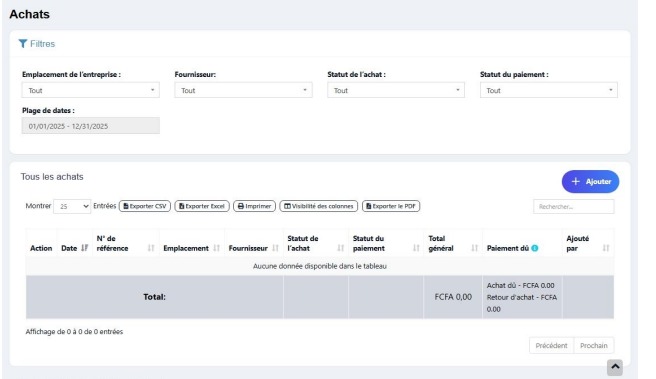 Achats
Filtres
Emplacement de l'entreprise : Fournisseur: Statut de l'achat : Statut du paiement :
Tout Tout Tout Tout
Plage de dates :
01/01/2025 - 12/31/2025
Tous les achats
+ Ajouter
Montrer 25 Entrées Exporter CSV Exporter Excel Imprimer Visibilité des colonnes Exporter le PDF Rechercher...
Action Date N° de référence Emplacement Fournisseur Statut de l'achat Statut du paiement Total général Paiement dû Ajouté par
Aucune donnée disponible dans le tableau
Total: FCFA 0,00 Achat dû - FCFA 0.00
Retour d'achat - FCFA
0.00
Affichage de 0 à 0 de 0 entrées
Précédent Prochain